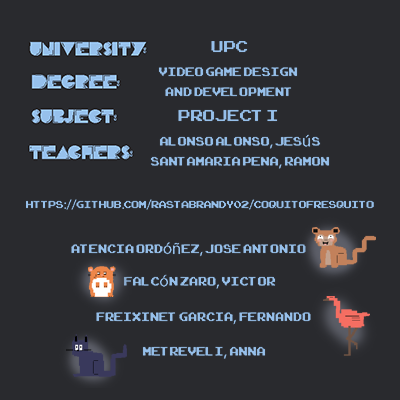 UNIVERSITY: UPC
DEGREE: VIDEO GAME DESIGN
AND DEVELOPMENT
SUBJECT: PROJECT I
TEACHERS: ALONSO ALONSO, JESÚS
SANTAMARIA PENA, RAMON
HTTPS://GITHUB.COM/RASTABRANDY02/COQUITOFRESQUITO
ATENCIA ORDÓÑEZ, JOSE ANTONIO
FALCÓN ZARO, VICTOR
FREIXINET GARCIA, FERNANDO
METREVELI, ANNA